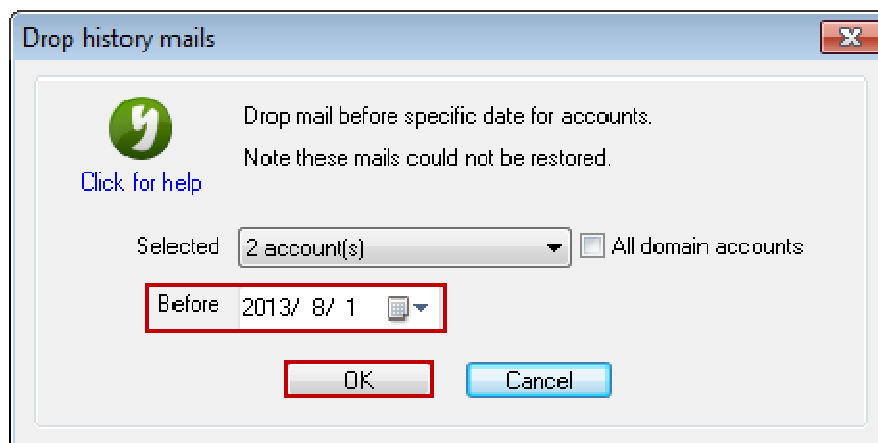 Drop history mails
Drop mail before specific date for accounts.
Note these mails could not be restored.
Click for help
Selected 2 account(s) All domain accounts
Before 2013/ 8/ 1
OK Cancel